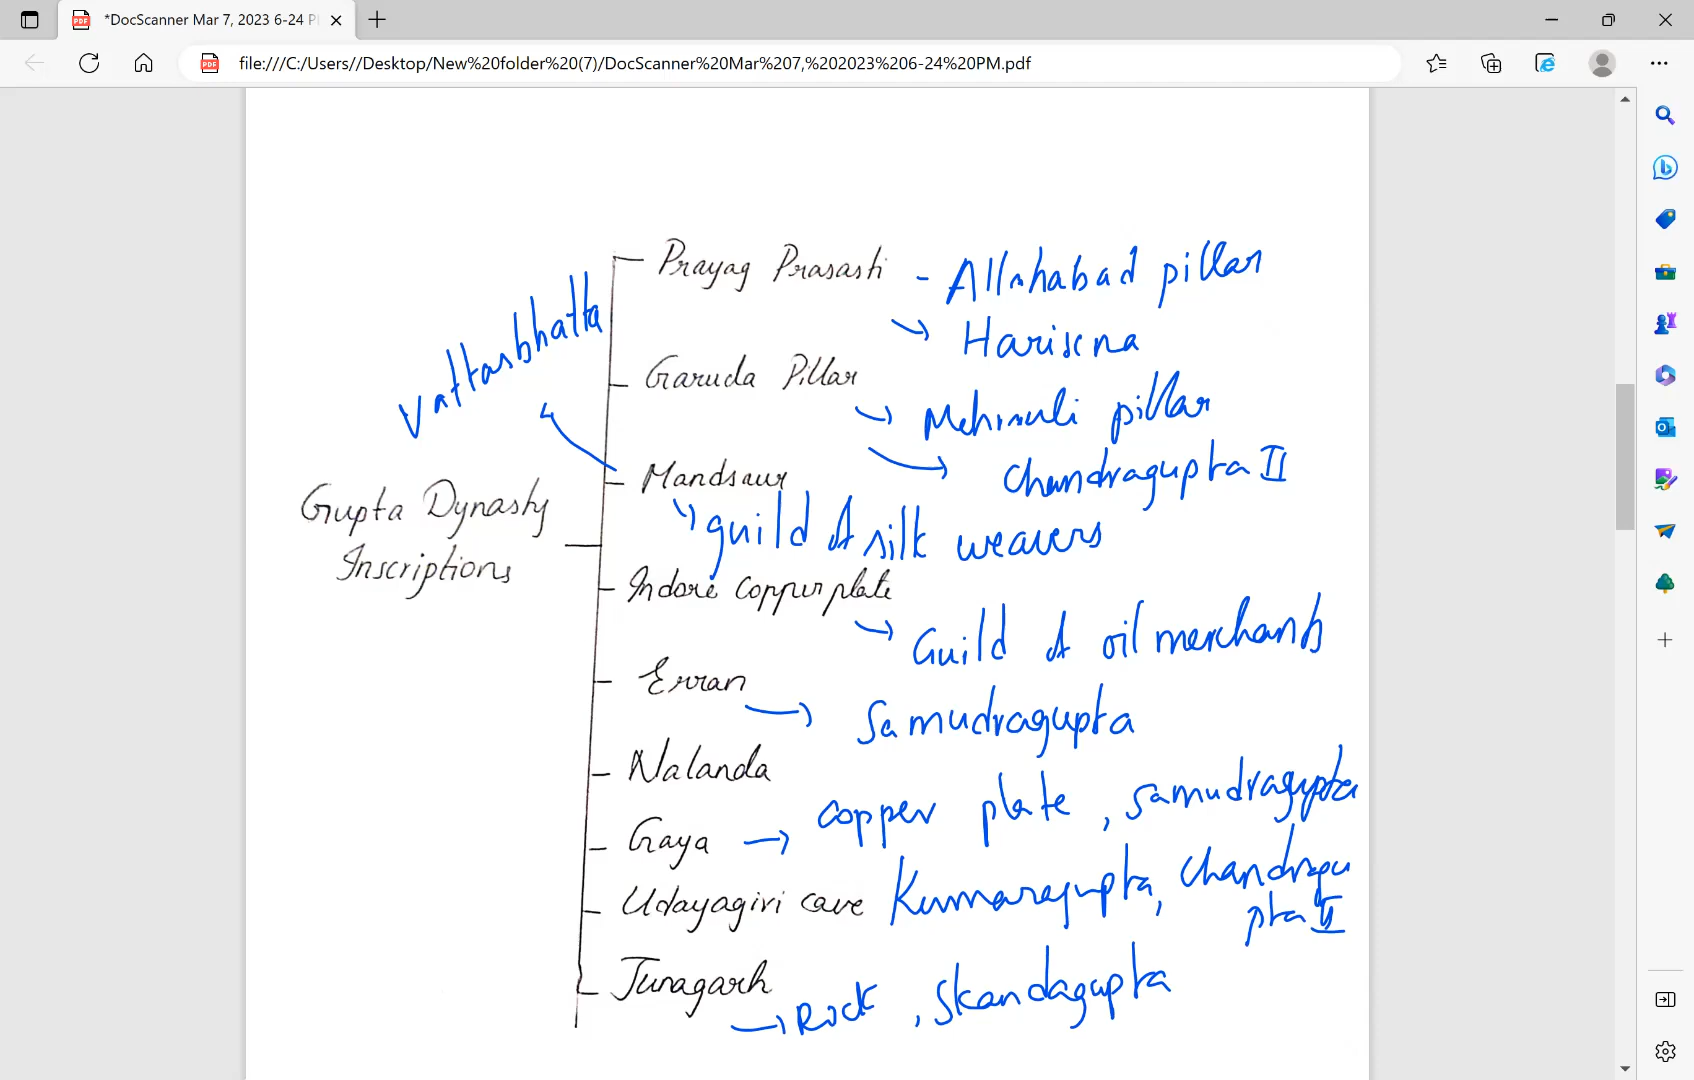 *DocScanner Mar 7, 2023 6-24 P
file:///C:/Users//Desktop/New%20folder%20(7)/DocScanner%20Mar%207,%202023%206-24%20PM.pdf
Prayag Prasasti - Allahabad pillar
→ Harisena
Vattasbhatta
Garuda Pillar
→ Mehrauli pillar
→ Chandragupta II
Mandsaur
→ guild of silk weavers
Gupta Dynasty
Inscriptions
Indore Copper plate
→ Guild of oil merchants
Erran
→ Samudragupta
Nalanda
Gaya → copper plate, Samudragupta
Udayagiri cave Kumaragupta, Chandragu
pta II
Junagarh
→ Rock, Skandagupta